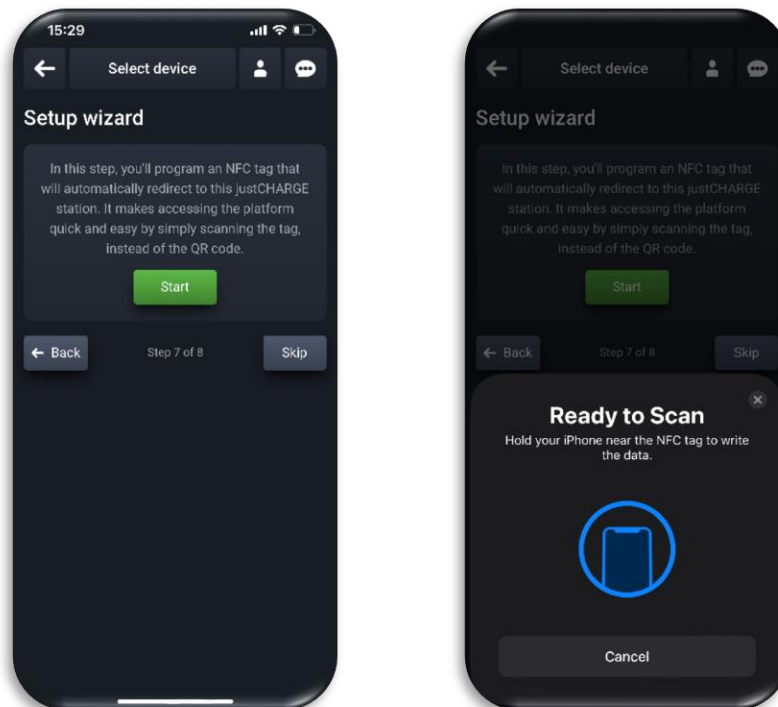 15:29
Select device
Setup wizard
In this step, you'll program an NFC tag that
will automatically redirect to this justCHARGE
station. It makes accessing the platform
quick and easy by simply scanning the tag,
instead of the QR code.
Start
← Back
Step 7 of 8
Skip
Select device
Setup wizard
In this step, you'll program an NFC tag that
will automatically redirect to this justCHARGE
station. It makes accessing the platform
quick and easy by simply scanning the tag,
instead of the QR code.
Start
← Back
Step 7 of 8
Skip
Ready to Scan
Hold your iPhone near the NFC tag to write
the data.
Cancel